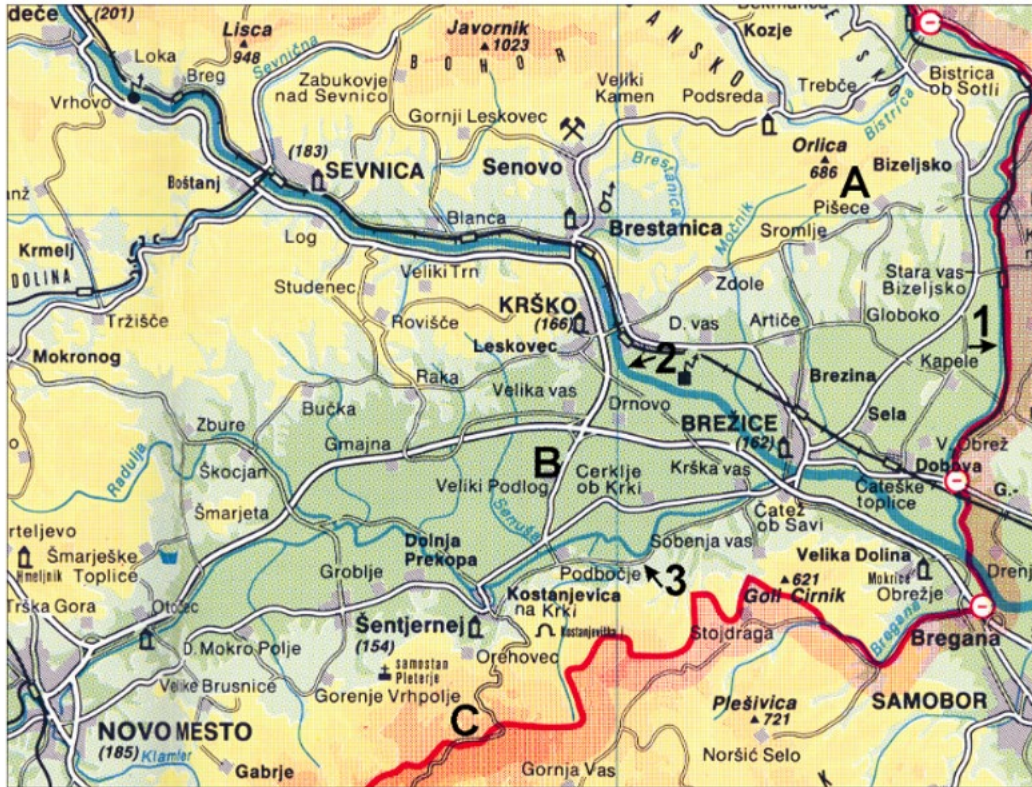 deče
(201)
Lisca
948
Javornik
1023
Kozje
Loka
Breg
Sevnična
BOHOR
Vrhovo
Zabukovje
nad Sevnico
Veliki
Kamen
Podsreda
Trebče
Bistrica
ob Sotli
Gornji Leskovec
Bistrica
(183)
SEVNICA
Senovo
Orlica
686
Bizeljsko
Boštanj
Brestanica
A
Pišece
Blanca
Brestanica
Krmelj
DOLINA
Log
Močnik
Sromlje
Veliki Trn
Studenec
Zdole
Stara vas
Bizeljsko
Tržišče
KRŠKO
(166)
Rovišče
D. vas
Artiče
Globoko
1
Mokronog
Leskovec
2
Kapele
Raka
Velika vas
Brezina
Bučka
Drnovo
Zbure
Gmajna
BREŽICE
(162)
Sela
V. Obrež
Škocjan
B
Cerklje
ob Krki
Krška vas
Dobova
Radulja
Veliki Podlog
Čateške
toplice
G.-
Šmarjeta
Senuša
Čatež
ob Savi
rteljevo
Dolnja
Prekopa
Sobenja vas
Velika Dolina
Šmarješke
Toplice
Hmeljnik
Groblje
Podbočje
3
Mokrice
Obrežje
Drenj
Trška Gora
Otočec
Kostanjevica
na Krki
621
Goli Cirnik
Šentjernej
(154)
Stojdraga
Bregana
Bregana
D. Mokro Polje
Orehovec
samostan
Pleterje
Velike Brusnice
Gorenje Vrhpolje
Plešivica
721
SAMOBOR
C
NOVO MESTO
(185)
Klamfer
Noršić Selo
Gabrje
Gornja Vas
K